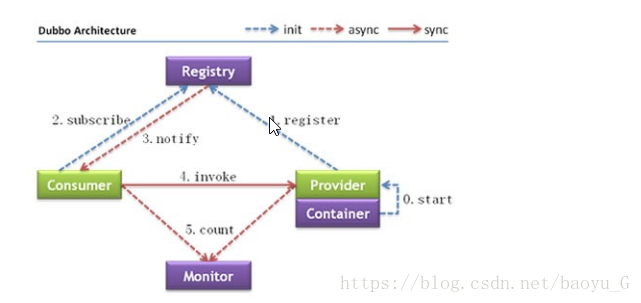 Dubbo Architecture
init
async
sync
Registry
2. subscribe
3. notify
register
Consumer
4. invoke
Provider
Container
0. start
5. count
Monitor
https://blog.csdn.net/baoyu_G